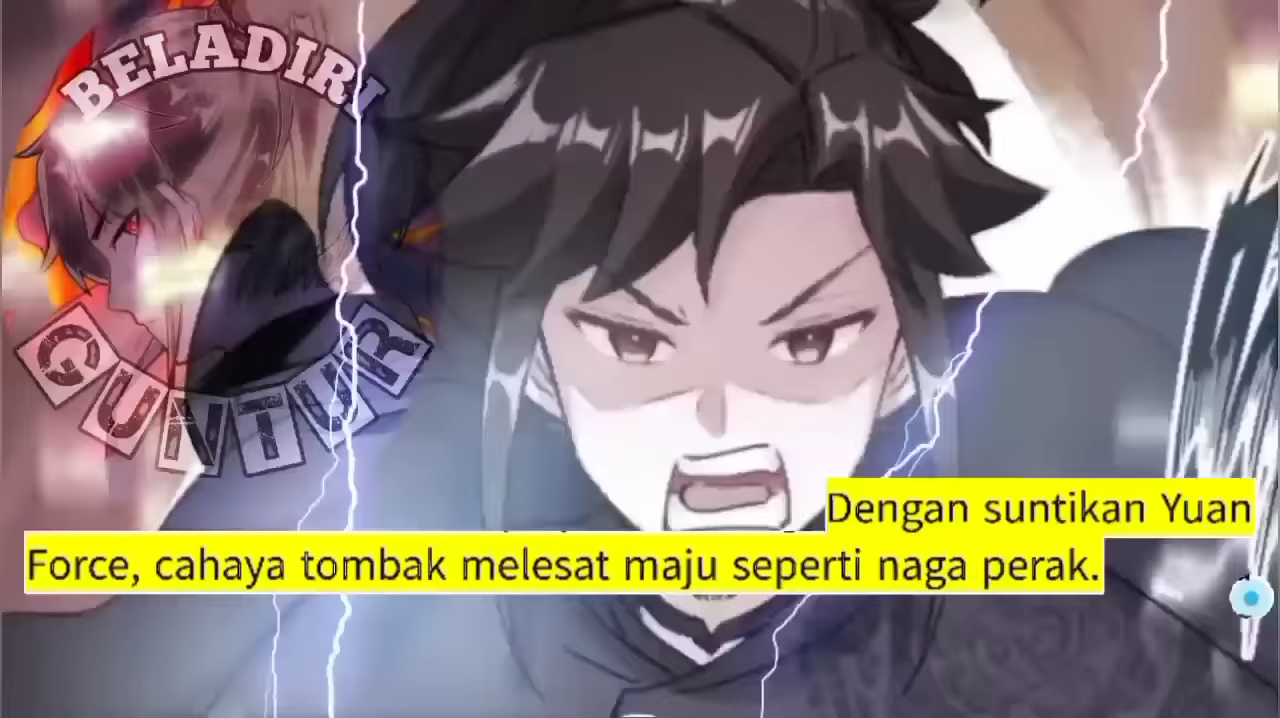 BELADIRI
GUNTUR
Dengan suntikan Yuan
Force, cahaya tombak melesat maju seperti naga perak.